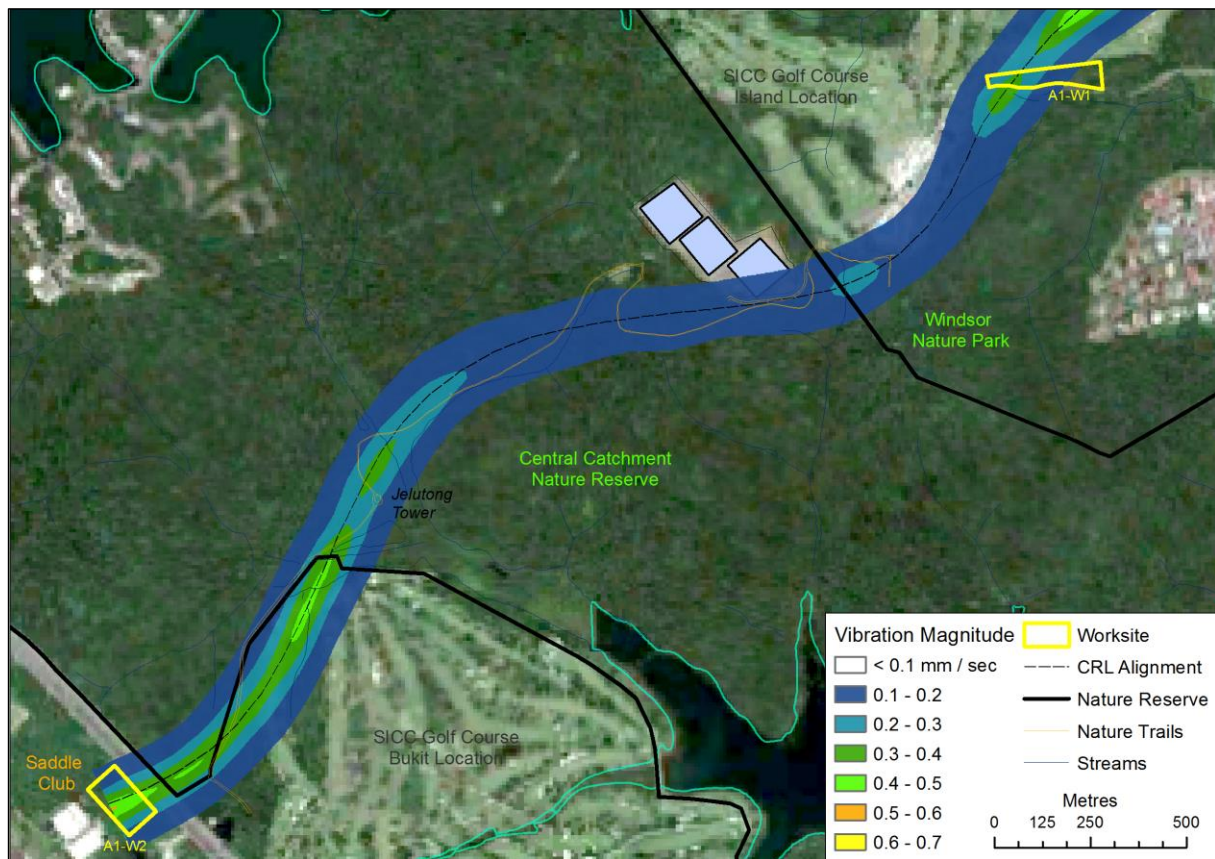 SICC Golf Course
Island Location
A1-W1
Windsor
Nature Park
Central Catchment
Nature Reserve
Jelutong
Tower
SICC Golf Course
Bukit Location
Saddle
Club
A1-W2
Vibration Magnitude
< 0.1 mm / sec
0.1 - 0.2
0.2 - 0.3
0.3 - 0.4
0.4 - 0.5
0.5 - 0.6
0.6 - 0.7
Worksite
CRL Alignment
Nature Reserve
Nature Trails
Streams
Metres
0 125 250 500